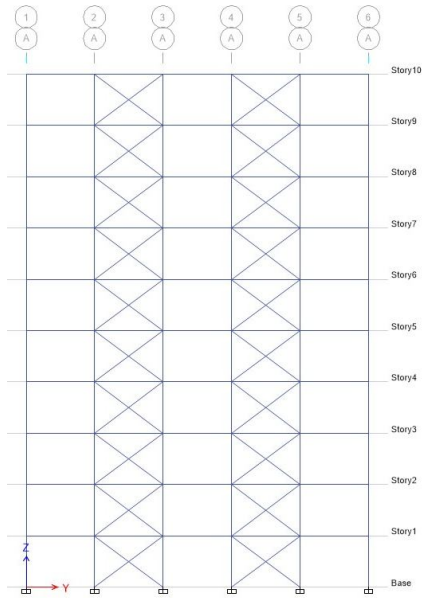 1 2 3 4 5 6
A A A A A A
Story10
Story9
Story8
Story7
Story6
Story5
Story4
Story3
Story2
Story1
Z
Base
Y